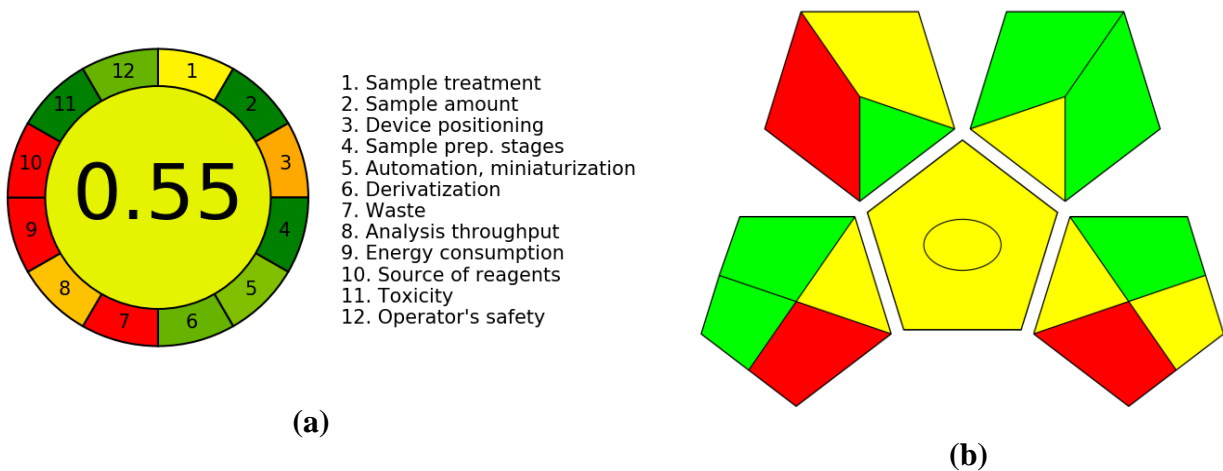 12
1
11
2
10
3
0.55
9
4
8
5
7
6
1. Sample treatment
2. Sample amount
3. Device positioning
4. Sample prep. stages
5. Automation, miniaturization
6. Derivatization
7. Waste
8. Analysis throughput
9. Energy consumption
10. Source of reagents
11. Toxicity
12. Operator's safety
(a)
(b)